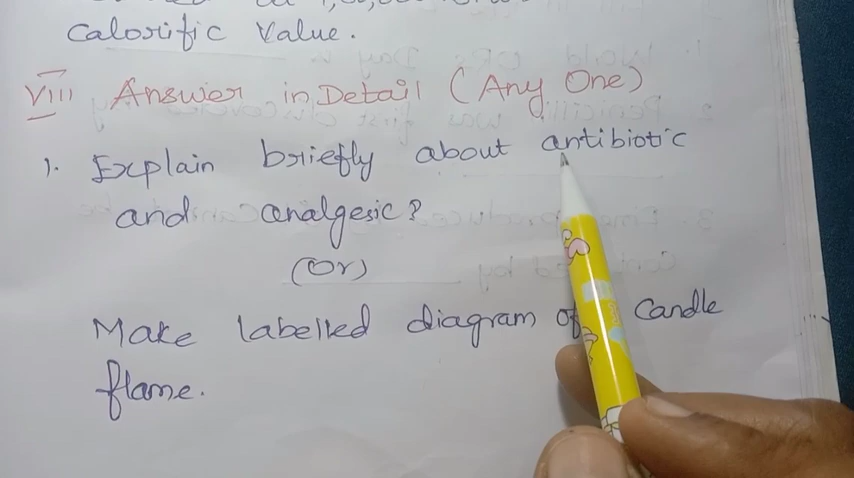 Calorific Value.
VIII Answer in Detail (Any One)
1. Explain briefly about antibiotic
and analgesic?
(Or)
Make labelled diagram of Candle
flame.